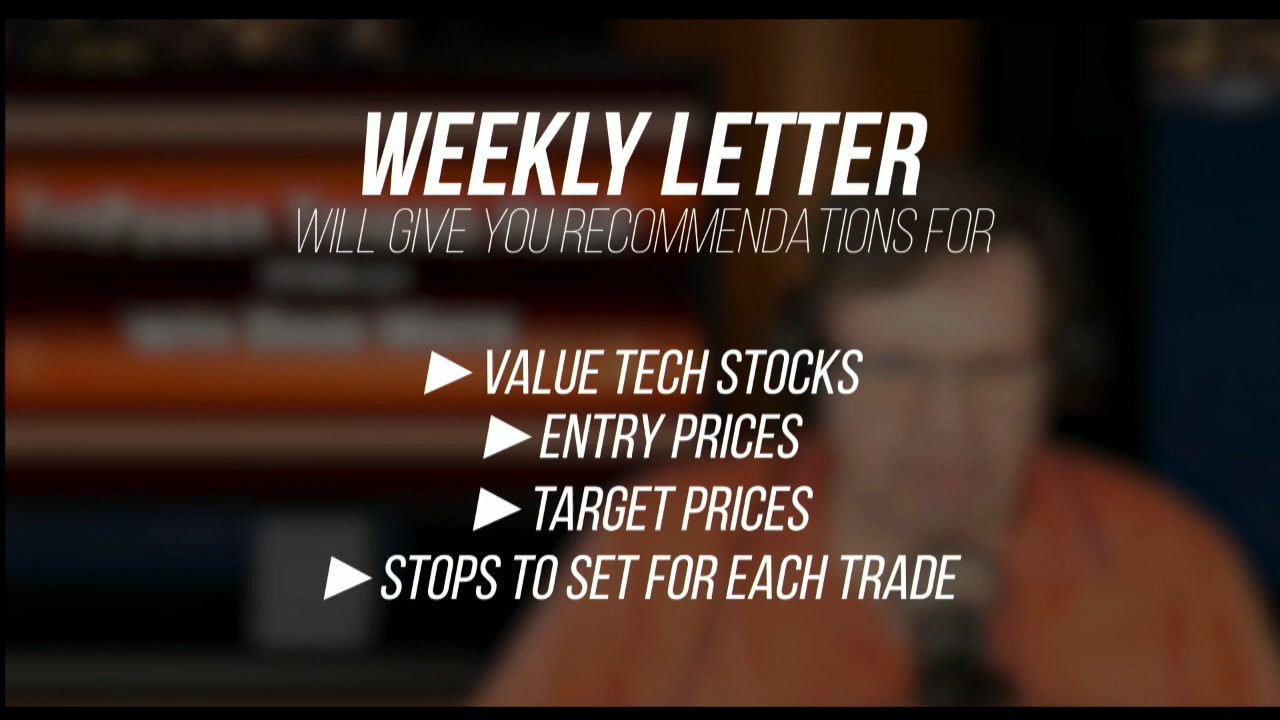 WEEKLY LETTER
WILL GIVE YOU RECOMMENDATIONS FOR
▶ VALUE TECH STOCKS
▶ ENTRY PRICES
▶ TARGET PRICES
▶ STOPS TO SET FOR EACH TRADE